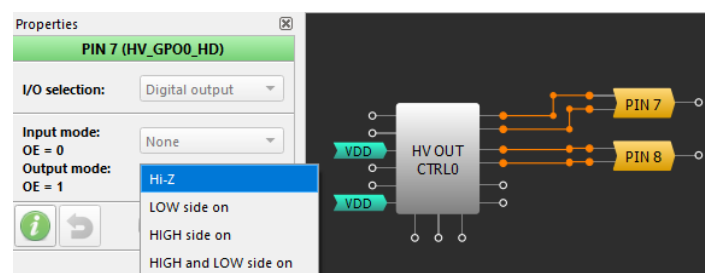 Properties
PIN 7 (HV_GPO0_HD)
I/O selection:
Digital output
Input mode:
OE = 0
None
Output mode:
OE = 1
Hi-Z
LOW side on
HIGH side on
HIGH and LOW side on
VDD
VDD
HV OUT
CTRL0
PIN 7
PIN 8